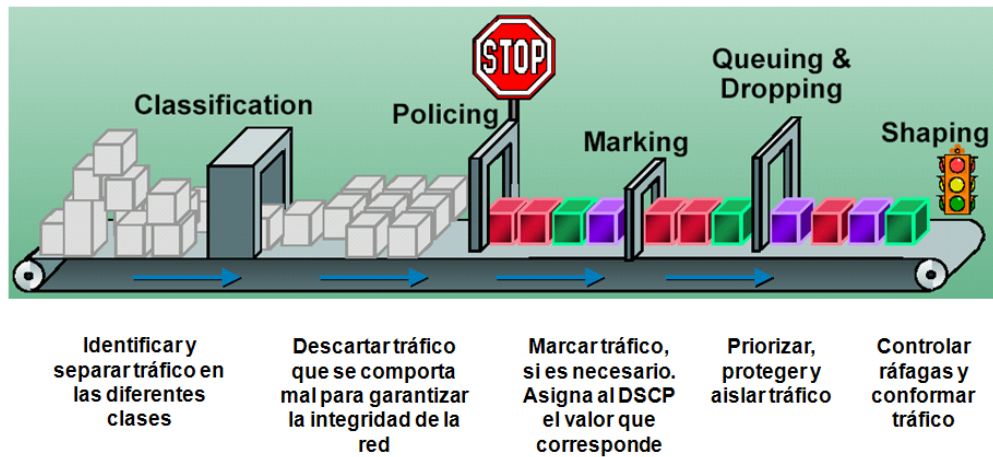 STOP
Classification
Policing
Marking
Queuing &
Dropping
Shaping
Identificar y
separar tráfico en
las diferentes
clases
Descartar tráfico
que se comporta
mal para garantizar
la integridad de la
red
Marcar tráfico,
si es necesario.
Asigna al DSCP
el valor que
corresponde
Priorizar,
proteger y
aislar tráfico
Controlar
ráfagas y
conformar
tráfico